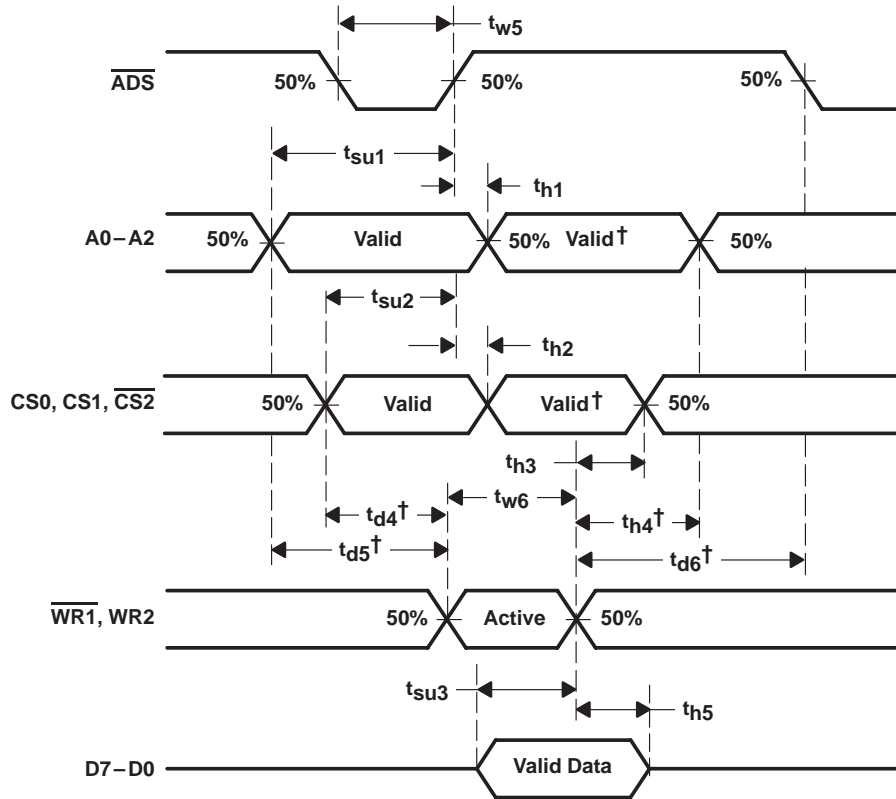 tw5
ADS
50%
50%
50%
tsu1
th1
A0–A2
50%
Valid
50%
Valid†
50%
tsu2
th2
CS0, CS1, CS2
50%
Valid
Valid†
50%
th3
tw6
td4†
th4†
td5†
td6†
WR1, WR2
50%
Active
50%
tsu3
th5
D7–D0
Valid Data